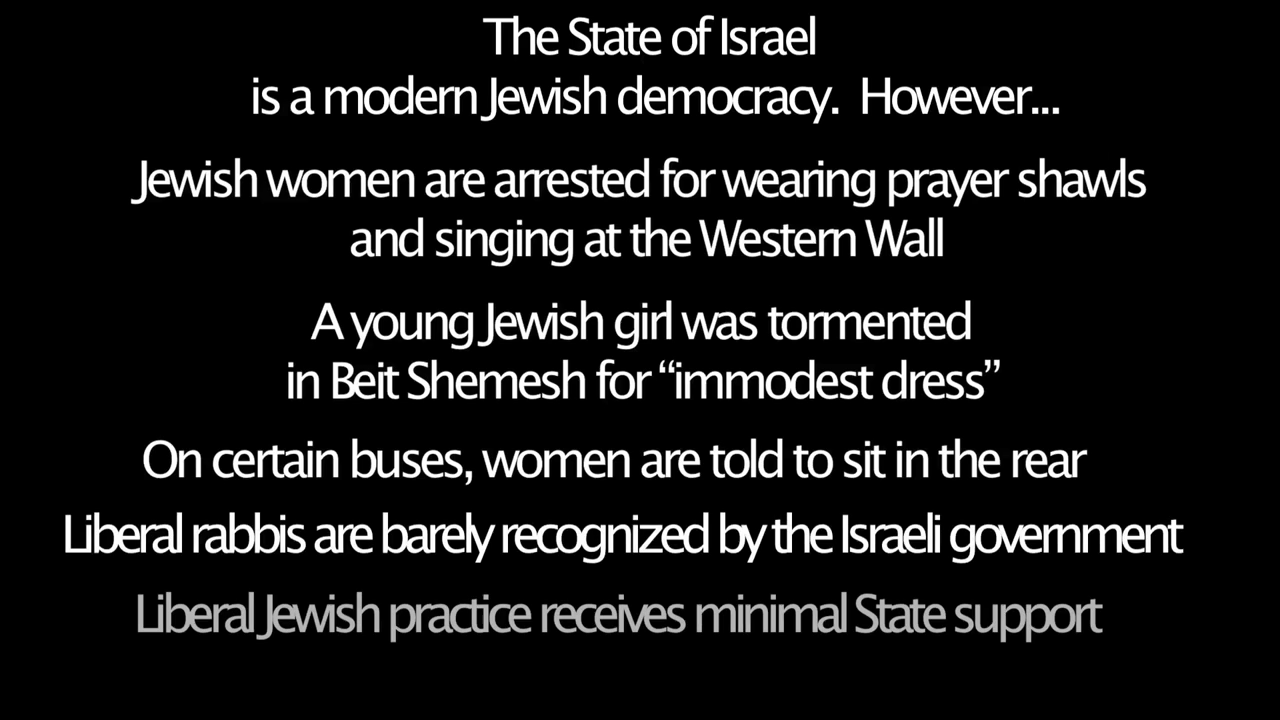 The State of Israel
is a modern Jewish democracy.  However...
Jewish women are arrested for wearing prayer shawls
and singing at the Western Wall
A young Jewish girl was tormented
in Beit Shemesh for “immodest dress”
On certain buses, women are told to sit in the rear
Liberal rabbis are barely recognized by the Israeli government
Liberal Jewish practice receives minimal State support